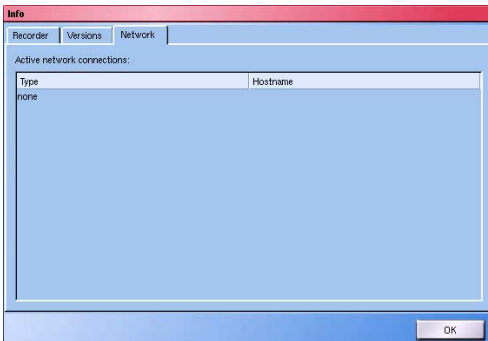 Info
Recorder Versions Network
Active network connections:
Type Hostname
none
OK